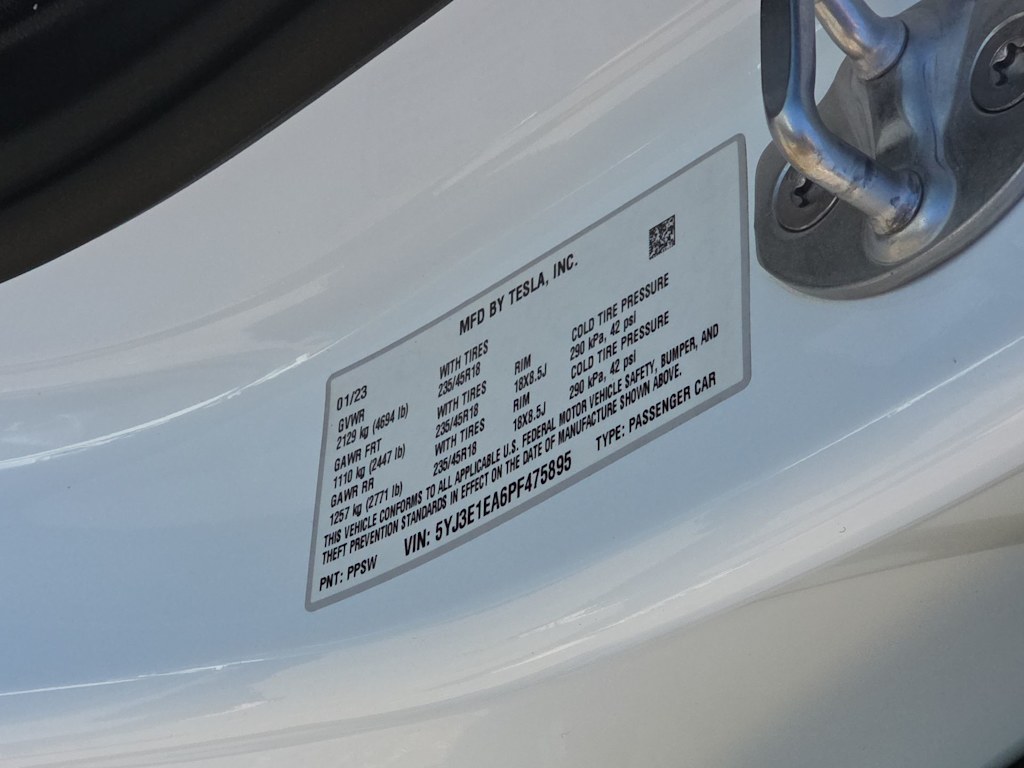 MFD BY TESLA, INC.
01/23
GVWR WITH TIRES
2129 kg (4694 lb) 235/45R18 RIM COLD TIRE PRESSURE
GAWR FRT WITH TIRES 18X8.5J 290 kPa, 42 psi
1110 kg (2447 lb) 235/45R18 RIM COLD TIRE PRESSURE
GAWR RR WITH TIRES 18X8.5J 290 kPa, 42 psi
1257 kg (2771 lb) 235/45R18
THIS VEHICLE CONFORMS TO ALL APPLICABLE U.S. FEDERAL MOTOR VEHICLE SAFETY, BUMPER, AND
THEFT PREVENTION STANDARDS IN EFFECT ON THE DATE OF MANUFACTURE SHOWN ABOVE.
PNT: PPSW VIN: 5YJ3E1EA6PF475895 TYPE: PASSENGER CAR